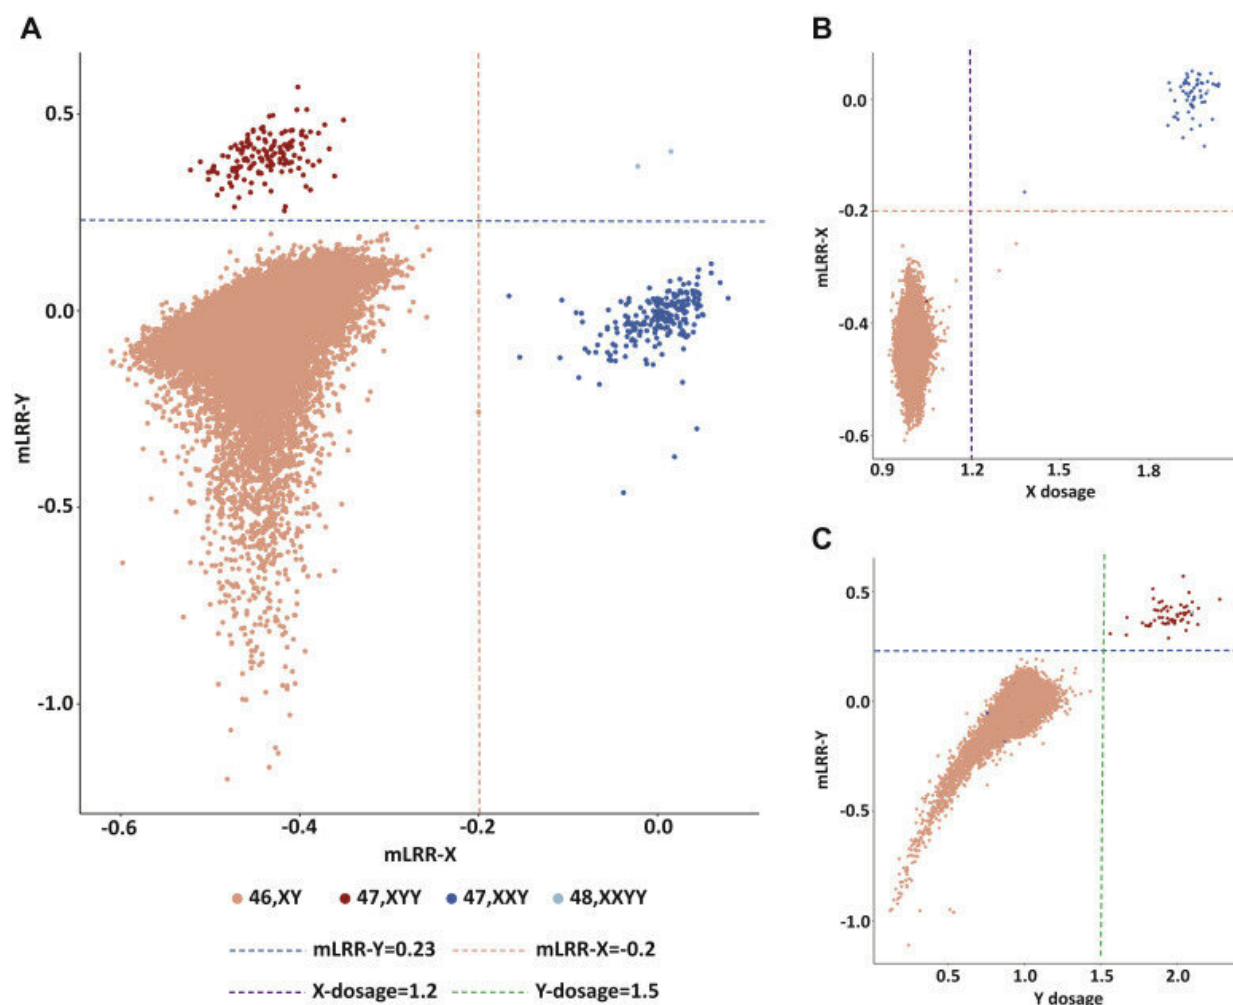 A
mLRR-Y
0.5
0.0
-0.5
-1.0
-0.6
-0.4
-0.2
0.0
mLRR-X
46,XY
47,XYY
47,XXY
48,XXYY
mLRR-Y=0.23
mLRR-X=-0.2
X-dosage=1.2
Y-dosage=1.5
B
mLRR-X
0.0
-0.2
-0.4
-0.6
0.9
1.2
1.5
1.8
X dosage
C
mLRR-Y
0.5
0.0
-0.5
-1.0
0.5
1.0
1.5
2.0
Y dosage